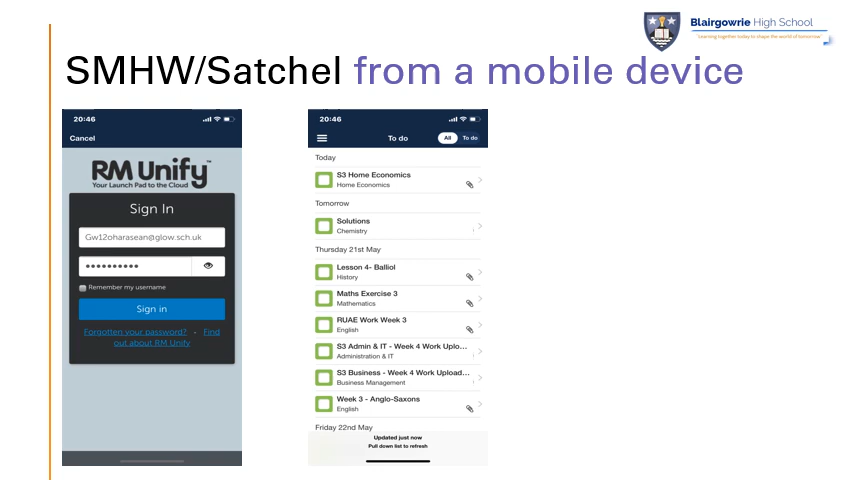 Blairgowrie High School
"Learning together today to shape the world of tomorrow"
SMHW/Satchel from a mobile device
20:46
Cancel
RM Unify™
Your Launch Pad to the Cloud
Sign In
Gw12oharasean@glow.sch.uk
••••••••••
Remember my username
Sign in
Forgotten your password? - Find
out about RM Unify
20:46
To do
All
To do
Today
S3 Home Economics
Home Economics
Tomorrow
Solutions
Chemistry
Thursday 21st May
Lesson 4- Balliol
History
Maths Exercise 3
Mathematics
RUAE Work Week 3
English
S3 Admin & IT - Week 4 Work Uplo...
Administration & IT
S3 Business - Week 4 Work Upload...
Business Management
Week 3 - Anglo-Saxons
English
Friday 22nd May
Updated just now
Pull down list to refresh